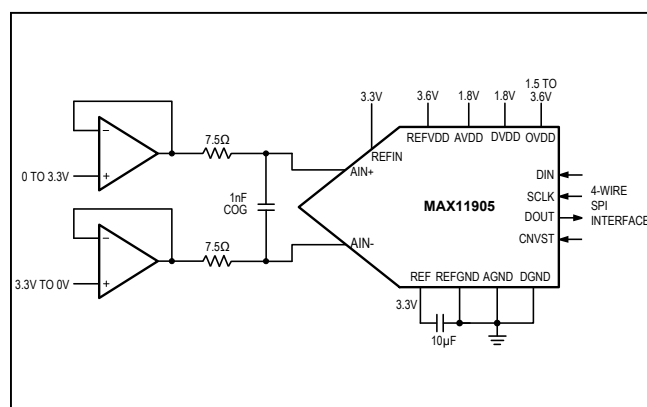 1.5 TO
3.3V 3.6V 1.8V 1.8V 3.6V
REFVDD AVDD DVDD OVDD
REFIN
7.5Ω
AIN+
0 TO 3.3V
− +
1nF
COG
MAX11905
DIN
SCLK
DOUT
CNVST
4-WIRE
SPI
INTERFACE
7.5Ω
AIN-
3.3V TO 0V
− +
REF REFGND AGND DGND
3.3V
10µF